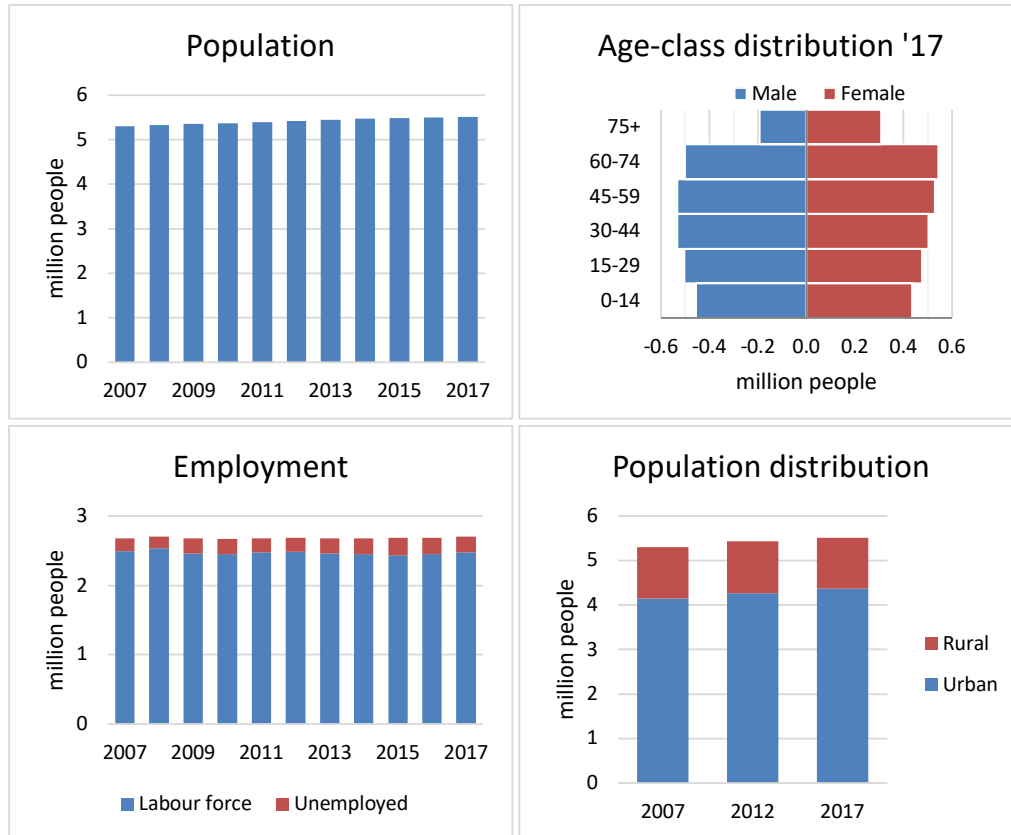 Population
6
5
4
3
2
1
0
million people
2007 2009 2011 2013 2015 2017
Age-class distribution '17
Male Female
75+
60-74
45-59
30-44
15-29
0-14
-0.6 -0.4 -0.2 0.0 0.2 0.4 0.6
million people
Employment
3
2
1
0
million people
2007 2009 2011 2013 2015 2017
Labour force Unemployed
Population distribution
6
5
4
3
2
1
0
million people
2007 2012 2017
Rural
Urban